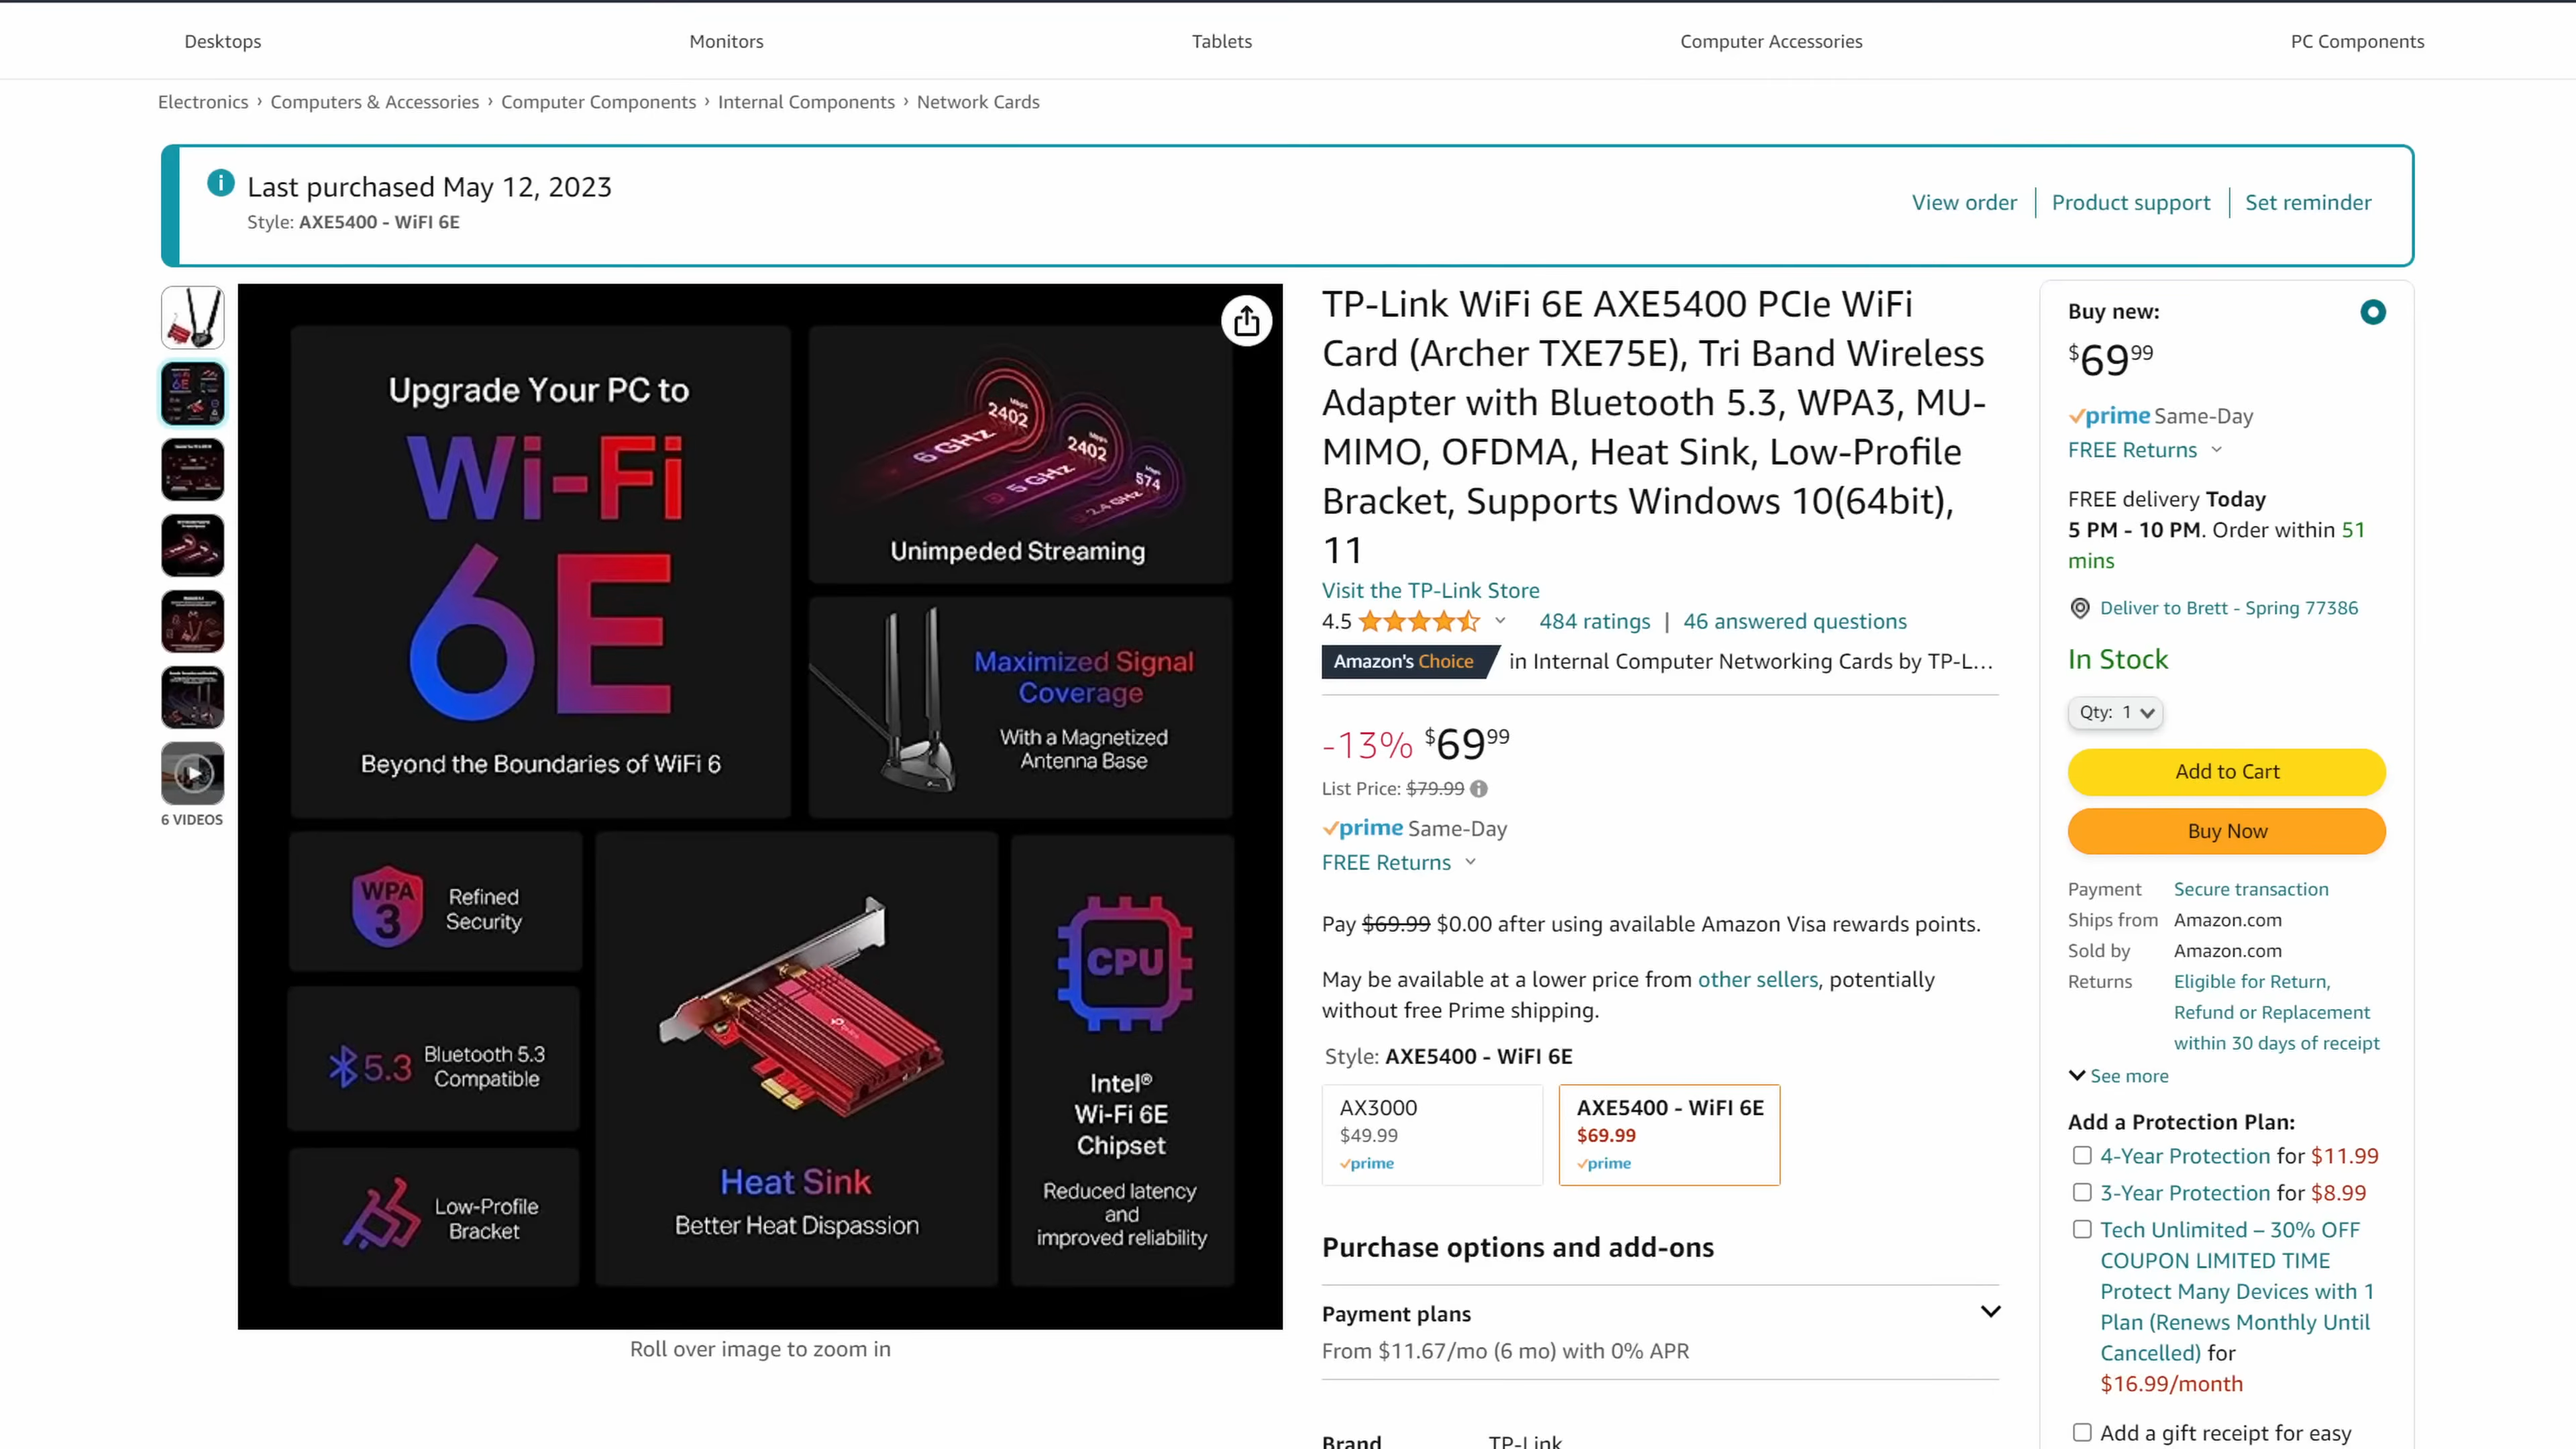 Desktops
Monitors
Tablets
Computer Accessories
PC Components
Electronics › Computers & Accessories › Computer Components › Internal Components › Network Cards
Last purchased May 12, 2023
Style: AXE5400 - WiFI 6E
View order
Product support
Set reminder
6 VIDEOS
Upgrade Your PC to
Wi-Fi
6E
Beyond the Boundaries of WiFi 6
Mbps
2402
6 GHz
Mbps
2402
5 GHz
Mbps
574
2.4 GHz
Unimpeded Streaming
Maximized Signal
Coverage
With a Magnetized
Antenna Base
WPA
3
Refined
Security
5.3
Bluetooth 5.3
Compatible
Low-Profile
Bracket
Heat Sink
Better Heat Dispassion
CPU
Intel®
Wi-Fi 6E
Chipset
Reduced latency
and
improved reliability
Roll over image to zoom in
TP-Link WiFi 6E AXE5400 PCIe WiFi
Card (Archer TXE75E), Tri Band Wireless
Adapter with Bluetooth 5.3, WPA3, MU-
MIMO, OFDMA, Heat Sink, Low-Profile
Bracket, Supports Windows 10(64bit),
11
Visit the TP-Link Store
4.5
484 ratings | 46 answered questions
Amazon's Choice in Internal Computer Networking Cards by TP-L...
-13% $69 99
List Price: $79.99
prime Same-Day
FREE Returns
Pay $69.99 $0.00 after using available Amazon Visa rewards points.
May be available at a lower price from other sellers, potentially
without free Prime shipping.
Style: AXE5400 - WiFI 6E
AX3000
$49.99
prime
AXE5400 - WiFI 6E
$69.99
prime
Purchase options and add-ons
Payment plans
From $11.67/mo (6 mo) with 0% APR
Brand TP-Link
Buy new:
$69 99
prime Same-Day
FREE Returns
FREE delivery Today
5 PM - 10 PM. Order within 51
mins
Deliver to Brett - Spring 77386
In Stock
Qty: 1
Add to Cart
Buy Now
Payment Secure transaction
Ships from Amazon.com
Sold by Amazon.com
Returns Eligible for Return,
Refund or Replacement
within 30 days of receipt
See more
Add a Protection Plan:
4-Year Protection for $11.99
3-Year Protection for $8.99
Tech Unlimited – 30% OFF
COUPON LIMITED TIME
Protect Many Devices with 1
Plan (Renews Monthly Until
Cancelled) for
$16.99/month
Add a gift receipt for easy